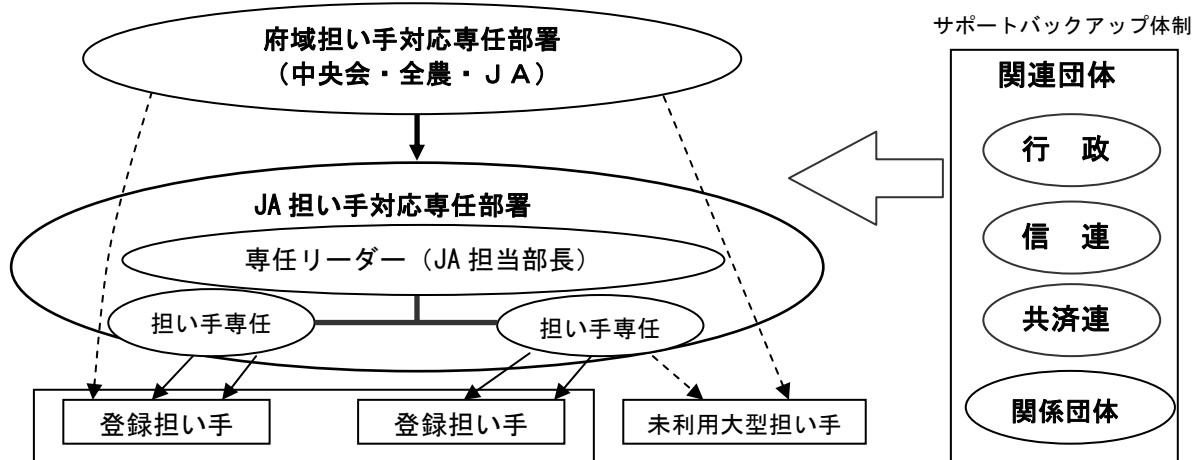 府域担い手対応専任部署
（中央会・全農・ＪＡ）
サポートバックアップ体制
関連団体
行　政
信　連
共済連
関係団体
JA 担い手対応専任部署
専任リーダー（JA 担当部長）
担い手専任
担い手専任
登録担い手
登録担い手
未利用大型担い手